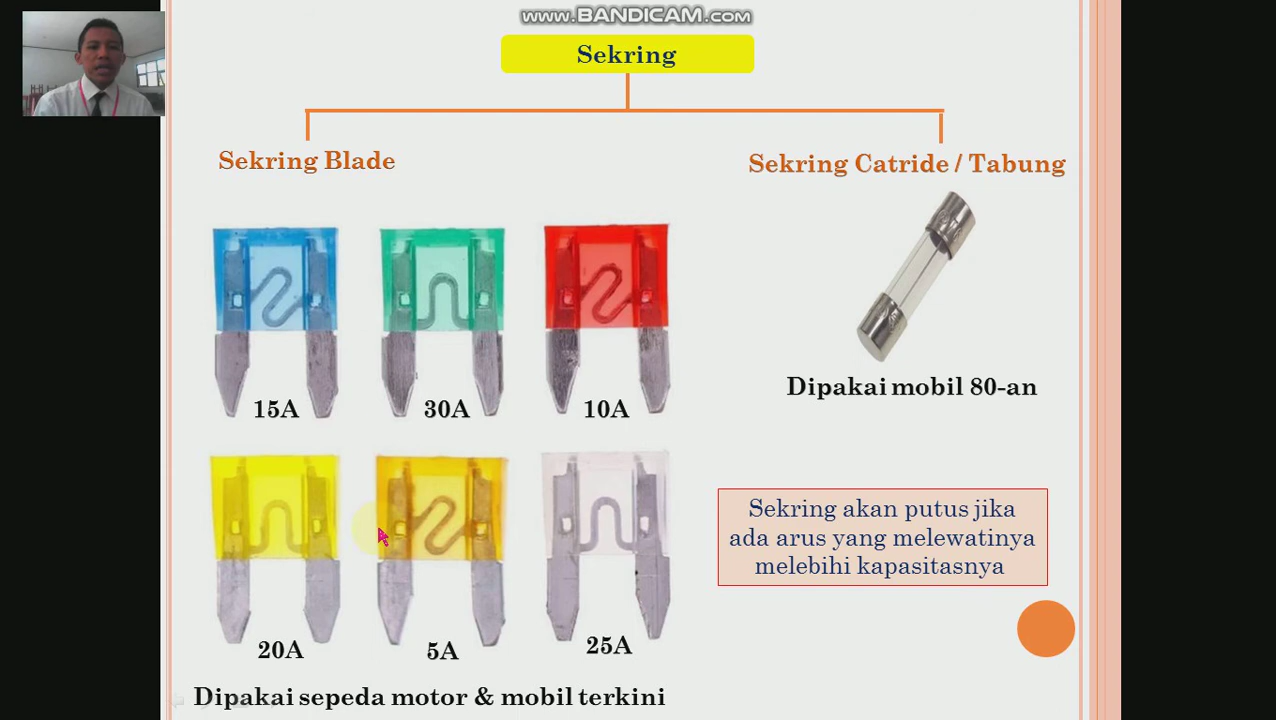 www.BANDICAM.com
Sekring
Sekring Blade
Sekring Catride / Tabung
15A
30A
10A
Dipakai mobil 80-an
20A
5A
25A
Sekring akan putus jika
ada arus yang melewatinya
melebihi kapasitasnya
Dipakai sepeda motor & mobil terkini